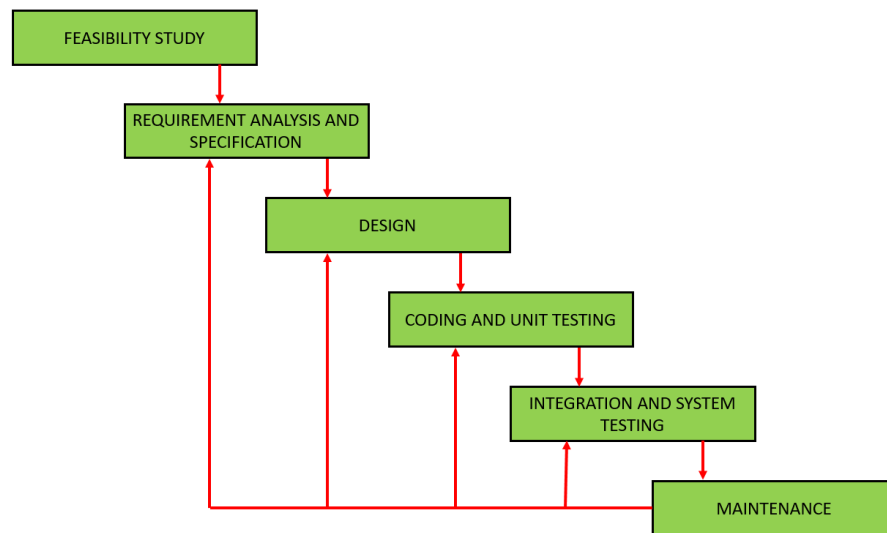 FEASIBILITY STUDY
REQUIREMENT ANALYSIS AND
SPECIFICATION
DESIGN
CODING AND UNIT TESTING
INTEGRATION AND SYSTEM
TESTING
MAINTENANCE